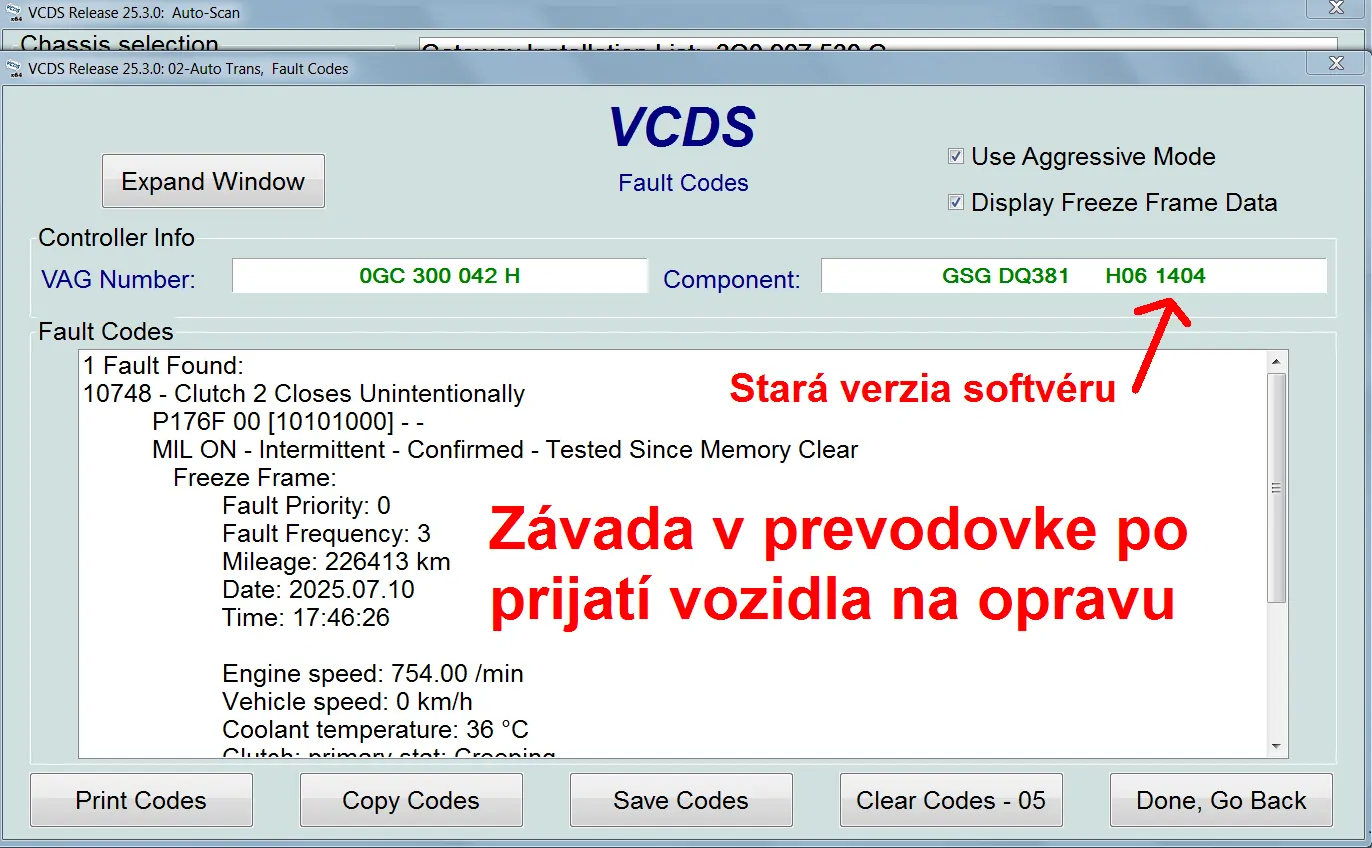 VCDS Release 25.3.0: Auto-Scan
Chassis selection
VCDS Release 25.3.0: 02-Auto Trans, Fault Codes
VCDS
Fault Codes
Expand Window
Use Aggressive Mode
Display Freeze Frame Data
Controller Info
VAG Number:
0GC 300 042 H
Component:
GSG DQ381 H06 1404
Fault Codes
1 Fault Found:
10748 - Clutch 2 Closes Unintentionally
P176F 00 [10101000] - -
MIL ON - Intermittent - Confirmed - Tested Since Memory Clear
Freeze Frame:
Fault Priority: 0
Fault Frequency: 3
Mileage: 226413 km
Date: 2025.07.10
Time: 17:46:26
Engine speed: 754.00 /min
Vehicle speed: 0 km/h
Coolant temperature: 36 °C
Clutch: primary stat: Creeping
Stará verzia softvéru
Závada v prevodovke po
prijatí vozidla na opravu
Print Codes
Copy Codes
Save Codes
Clear Codes - 05
Done, Go Back